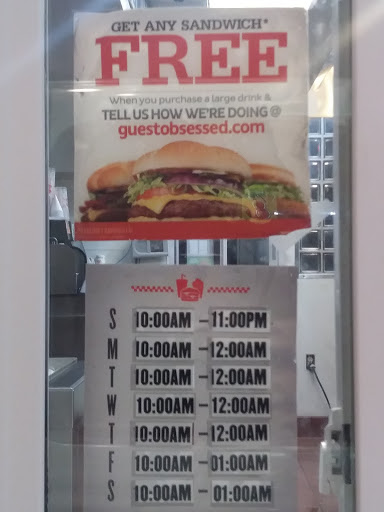 GET ANY SANDWICH*
FREE
When you purchase a large drink &
TELL US HOW WE'RE DOING @
guestobsessed.com
S 10:00AM – 11:00PM
M 10:00AM – 12:00AM
T 10:00AM – 12:00AM
W 10:00AM – 12:00AM
T 10:00AM – 12:00AM
F 10:00AM – 01:00AM
S 10:00AM – 01:00AM